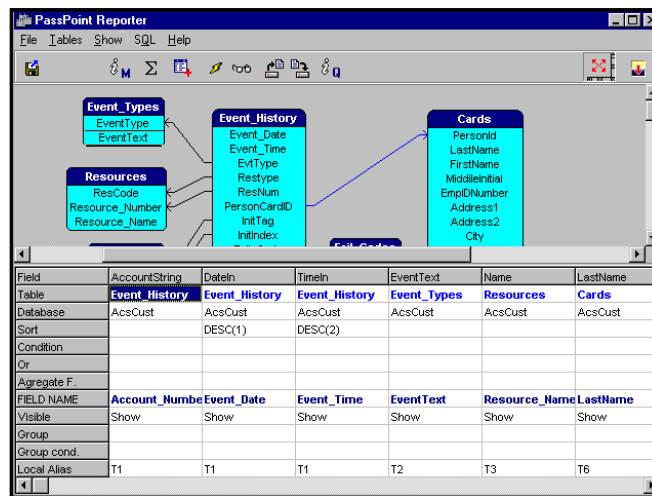 PassPoint Reporter
File Tables Show SQL Help
M Σ Q
Event_Types
EventType
EventText
Event_History
Event_Date
Event_Time
EvtType
Restype
ResNum
PersonCardID
InitTag
InitIndex
Cards
PersonId
LastName
FirstName
MiddleInitial
EmplDNumber
Address1
Address2
City
Resources
ResCode
Resource_Number
Resource_Name
Field AccountString DateIn TimeIn EventText Name LastName
Table Event_History Event_History Event_History Event_Types Resources Cards
Database AcsCust AcsCust AcsCust AcsCust AcsCust AcsCust
Sort DESC(1) DESC(2)
Condition
Or
Agregate F.
FIELD NAME Account_Numbe Event_Date Event_Time EventText Resource_Name LastName
Visible Show Show Show Show Show Show
Group
Group cond.
Local Alias T1 T1 T1 T2 T3 T6